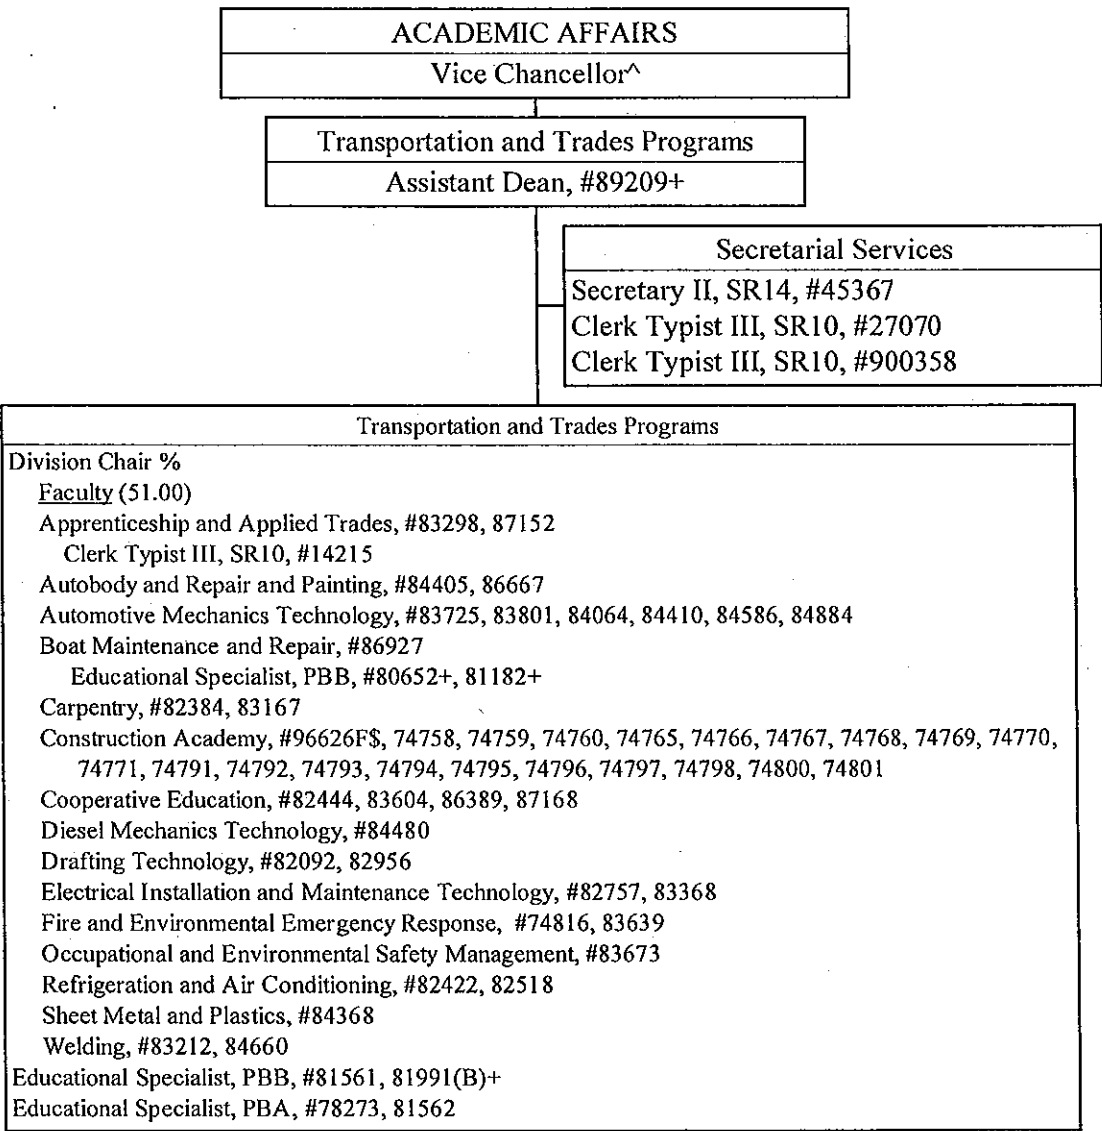 ACADEMIC AFFAIRS
Vice Chancellor^
Transportation and Trades Programs
Assistant Dean, #89209+
Secretarial Services
Secretary II, SR14, #45367
Clerk Typist III, SR10, #27070
Clerk Typist III, SR10, #900358
Transportation and Trades Programs
Division Chair %
Faculty (51.00)
Apprenticeship and Applied Trades, #83298, 87152
Clerk Typist III, SR10, #14215
Autobody and Repair and Painting, #84405, 86667
Automotive Mechanics Technology, #83725, 83801, 84064, 84410, 84586, 84884
Boat Maintenance and Repair, #86927
Educational Specialist, PBB, #80652+, 81182+
Carpentry, #82384, 83167
Construction Academy, #96626F$, 74758, 74759, 74760, 74765, 74766, 74767, 74768, 74769, 74770,
74771, 74791, 74792, 74793, 74794, 74795, 74796, 74797, 74798, 74800, 74801
Cooperative Education, #82444, 83604, 86389, 87168
Diesel Mechanics Technology, #84480
Drafting Technology, #82092, 82956
Electrical Installation and Maintenance Technology, #82757, 83368
Fire and Environmental Emergency Response, #74816, 83639
Occupational and Environmental Safety Management, #83673
Refrigeration and Air Conditioning, #82422, 82518
Sheet Metal and Plastics, #84368
Welding, #83212, 84660
Educational Specialist, PBB, #81561, 81991(B)+
Educational Specialist, PBA, #78273, 81562